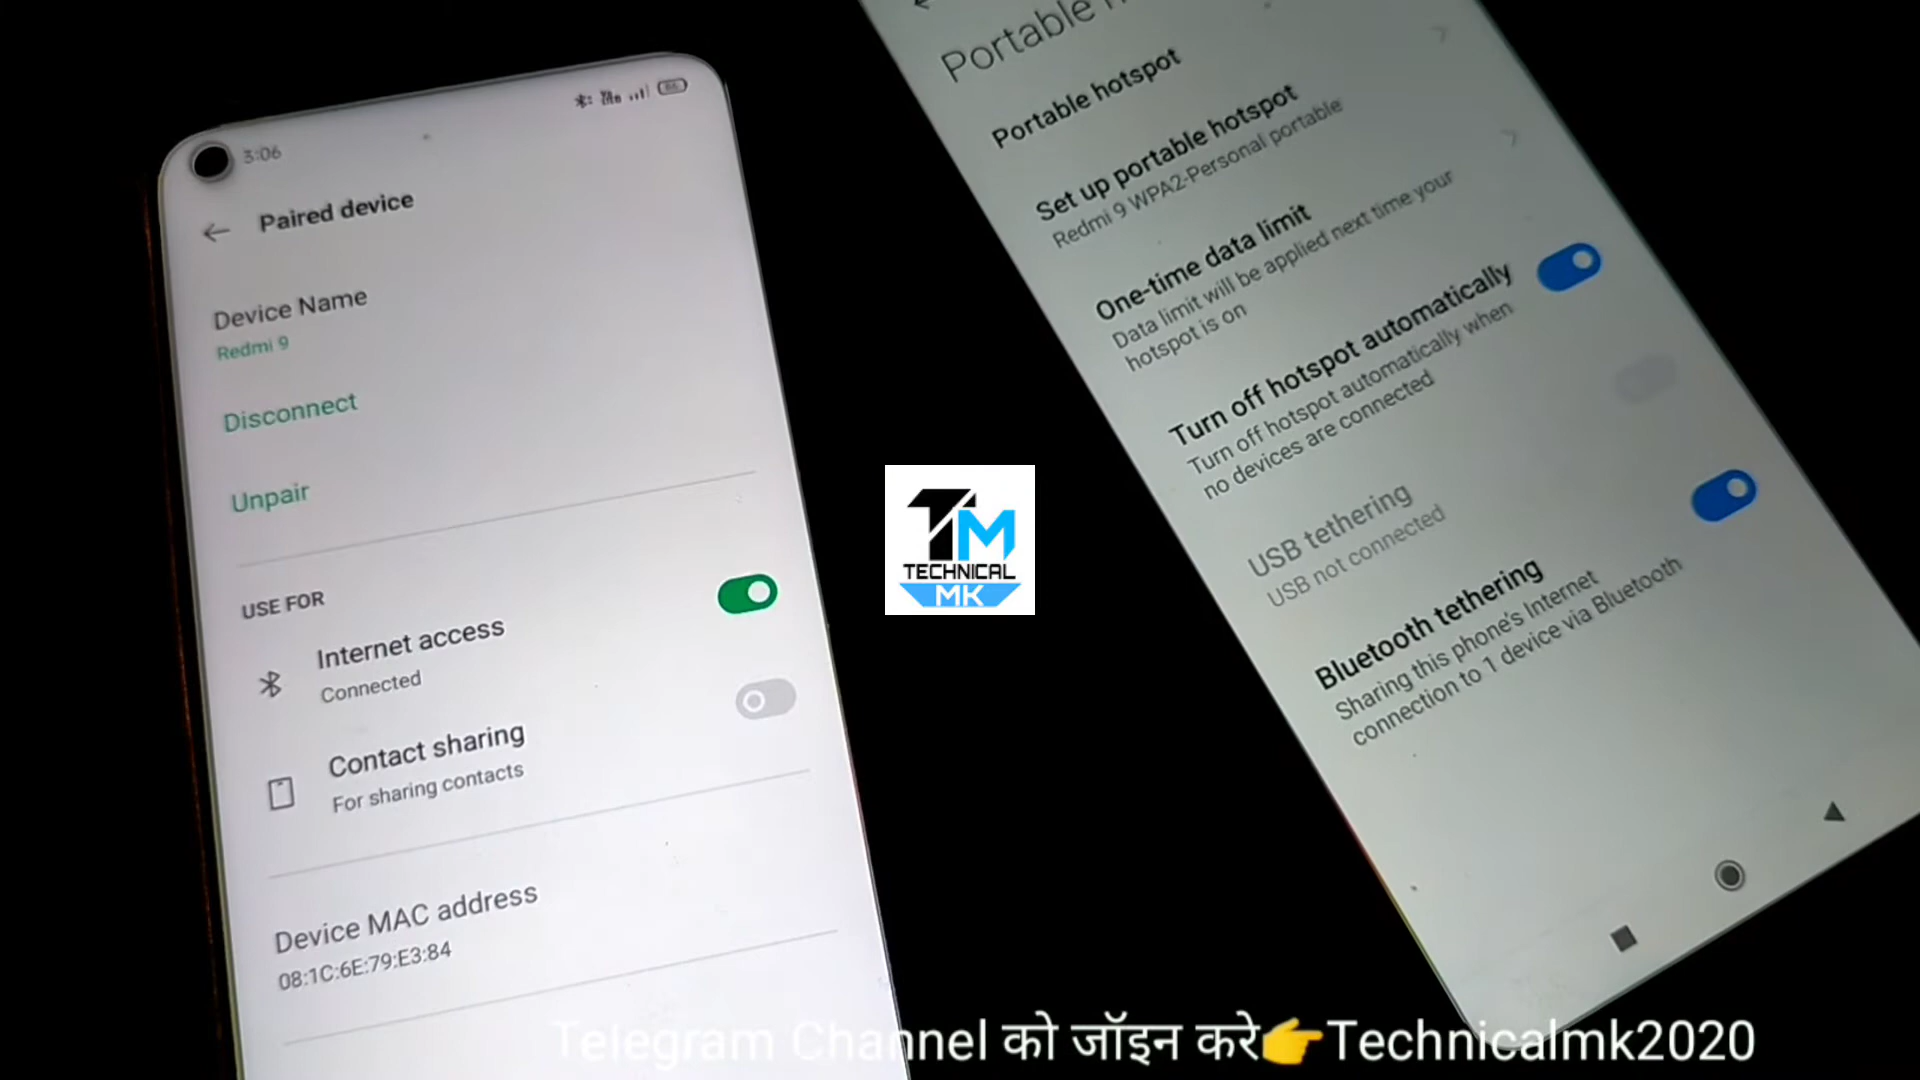 3:06
86
Paired device
Device Name
Redmi 9
Disconnect
Unpair
USE FOR
Internet access
Connected
Contact sharing
For sharing contacts
Device MAC address
08:1C:6E:79:E3:84
Portable
Portable hotspot
Set up portable hotspot
Redmi 9 WPA2-Personal portable
One-time data limit
Data limit will be applied next time your
hotspot is on
Turn off hotspot automatically
Turn off hotspot automatically when
no devices are connected
USB tethering
USB not connected
Bluetooth tethering
Sharing this phone's Internet
connection to 1 device via Bluetooth
TM
TECHNICAL
MK
Telegram Channel को जॉइन करे👉Technicalmk2020